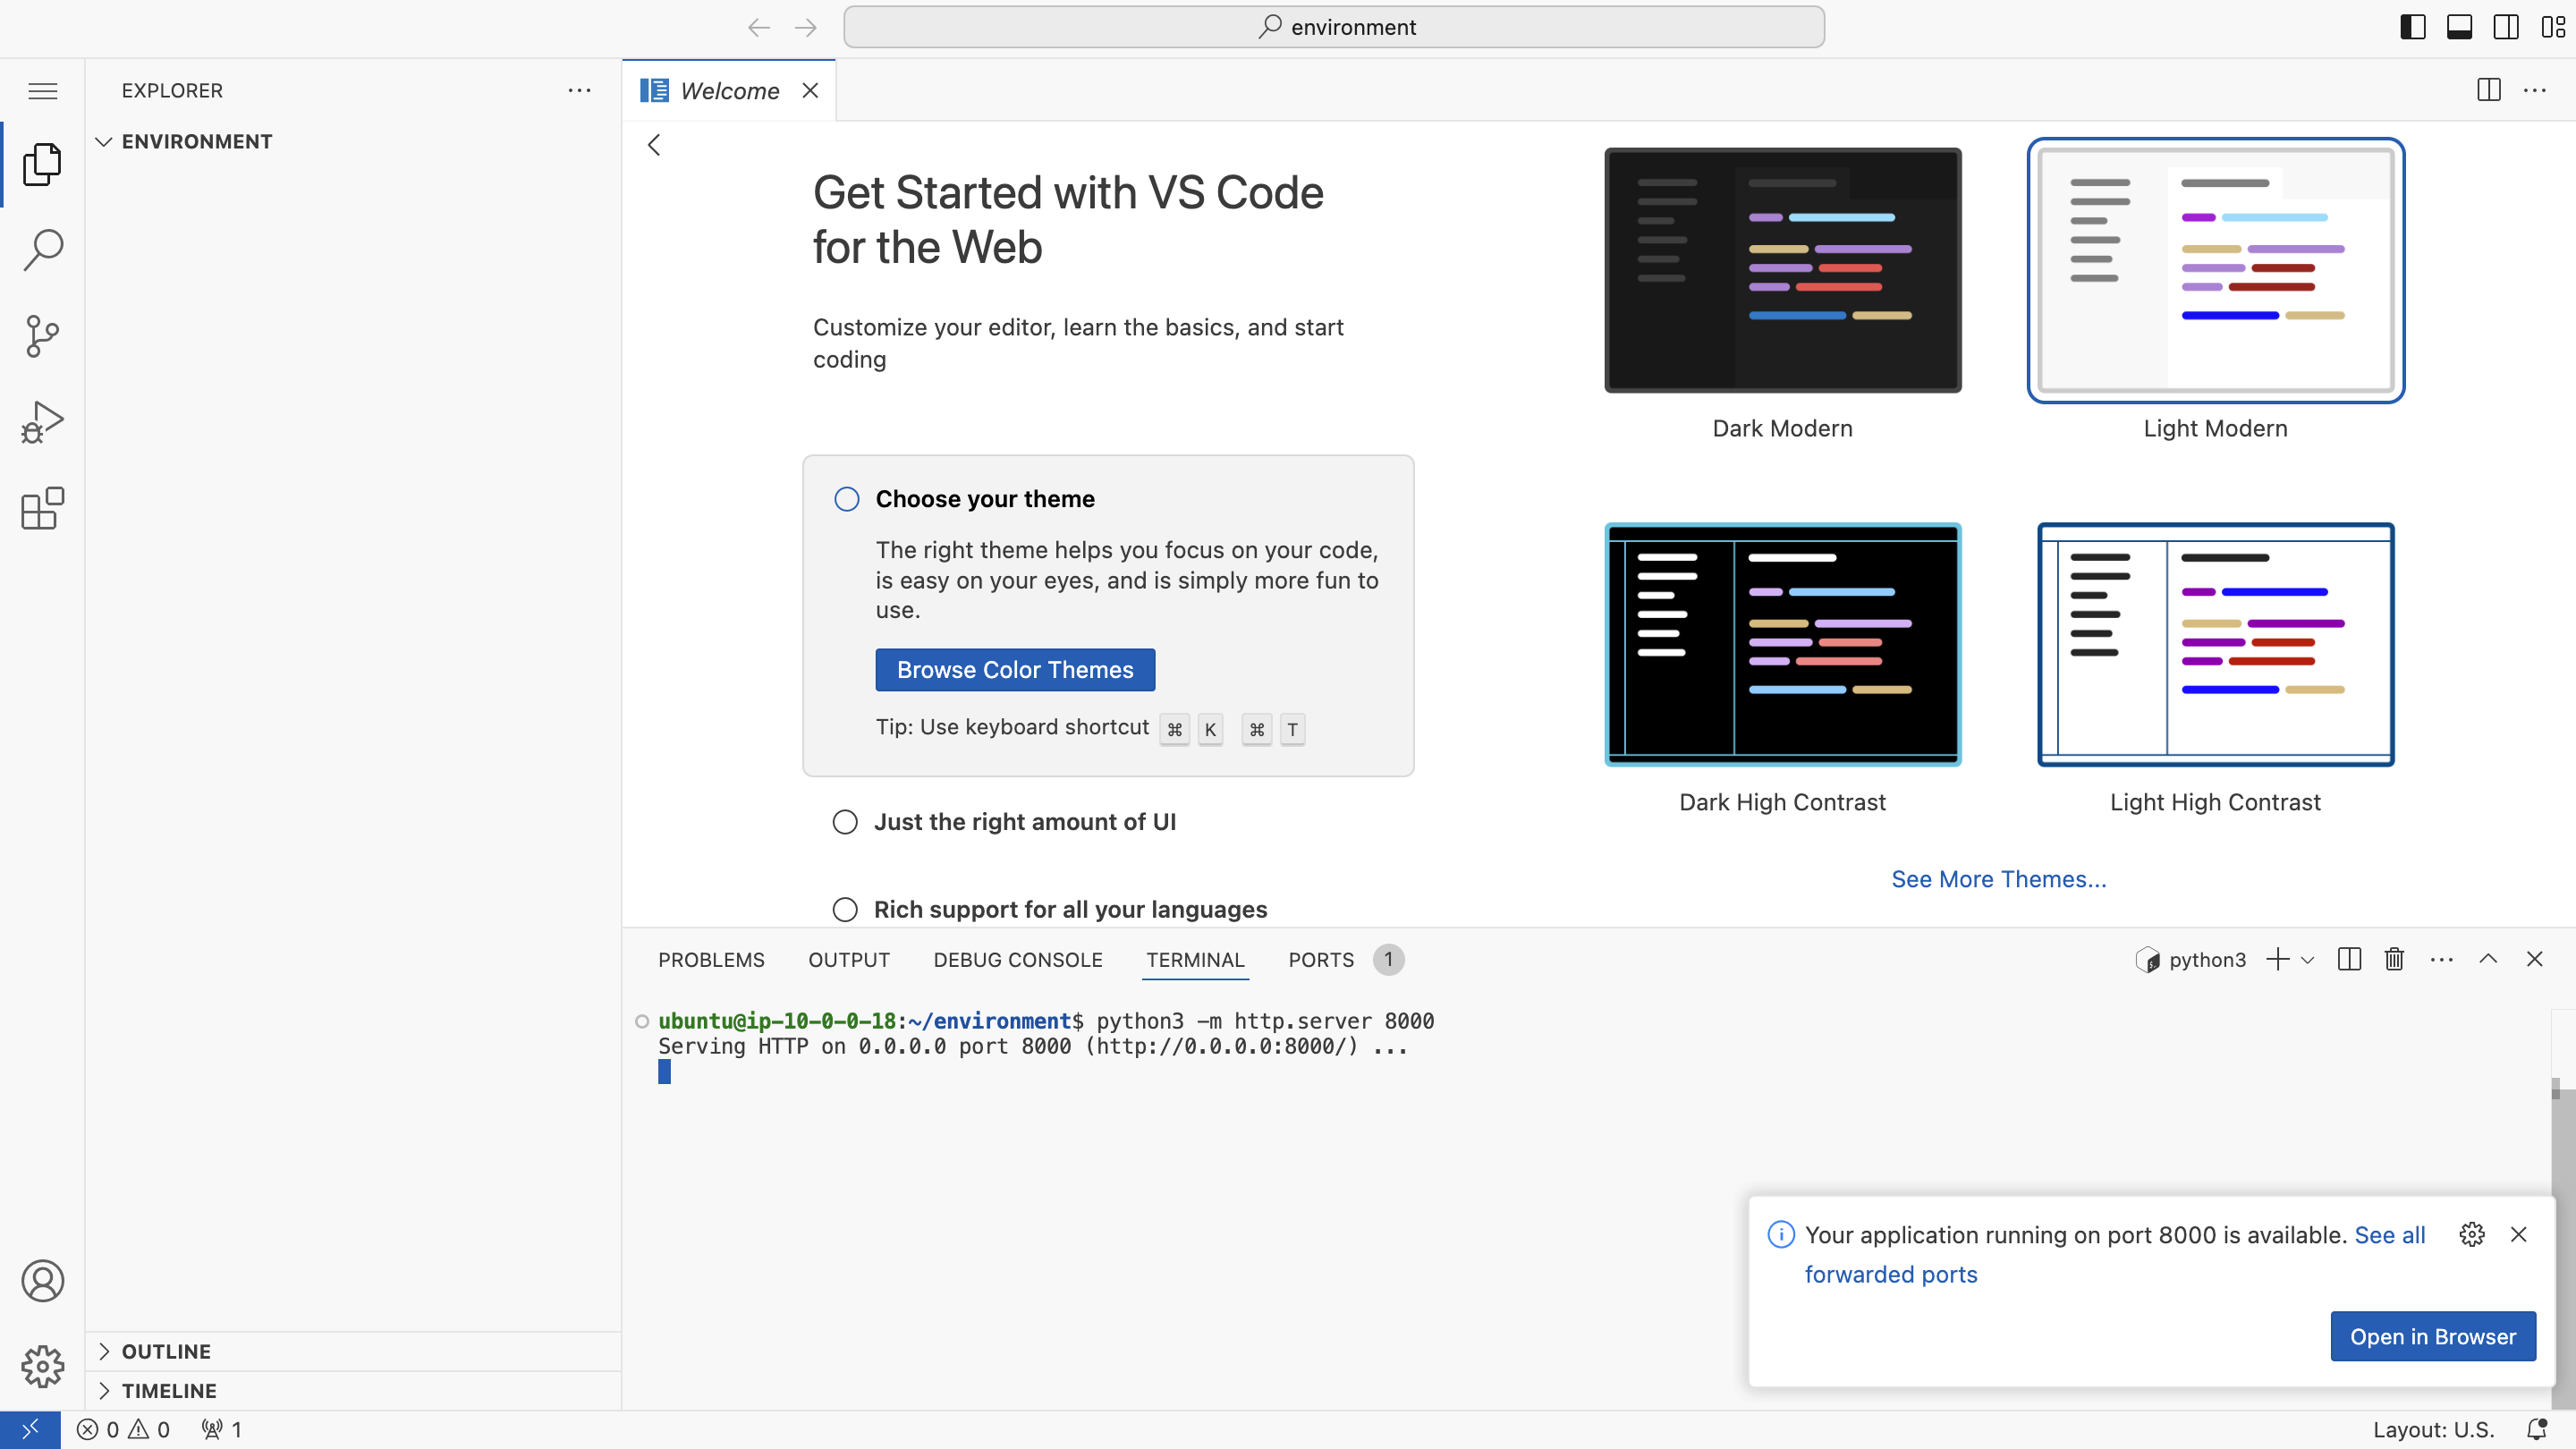 environment
EXPLORER
ENVIRONMENT
Welcome
Get Started with VS Code
for the Web
Customize your editor, learn the basics, and start
coding
Choose your theme
The right theme helps you focus on your code,
is easy on your eyes, and is simply more fun to
use.
Browse Color Themes
Tip: Use keyboard shortcut ⌘ K ⌘ T
Just the right amount of UI
Rich support for all your languages
Dark Modern
Light Modern
Dark High Contrast
Light High Contrast
See More Themes...
PROBLEMS OUTPUT DEBUG CONSOLE TERMINAL PORTS 1
python3
ubuntu@ip-10-0-0-18:~/environment$ python3 -m http.server 8000
Serving HTTP on 0.0.0.0 port 8000 (http://0.0.0.0:8000/) ...
Your application running on port 8000 is available. See all
forwarded ports
Open in Browser
OUTLINE
TIMELINE
0 0 1
Layout: U.S.